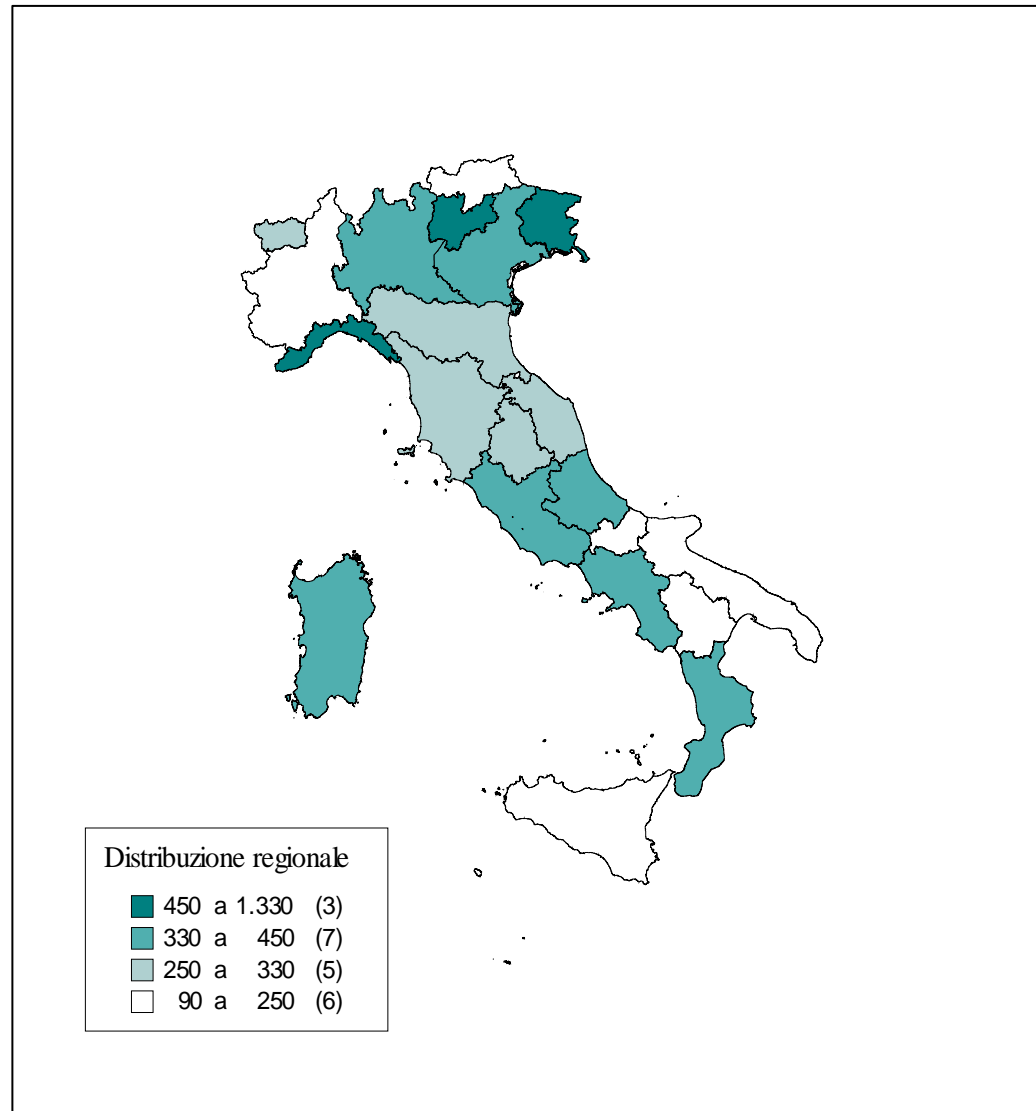 Distribuzione regionale
450 a 1.330 (3)
330 a 450 (7)
250 a 330 (5)
90 a 250 (6)